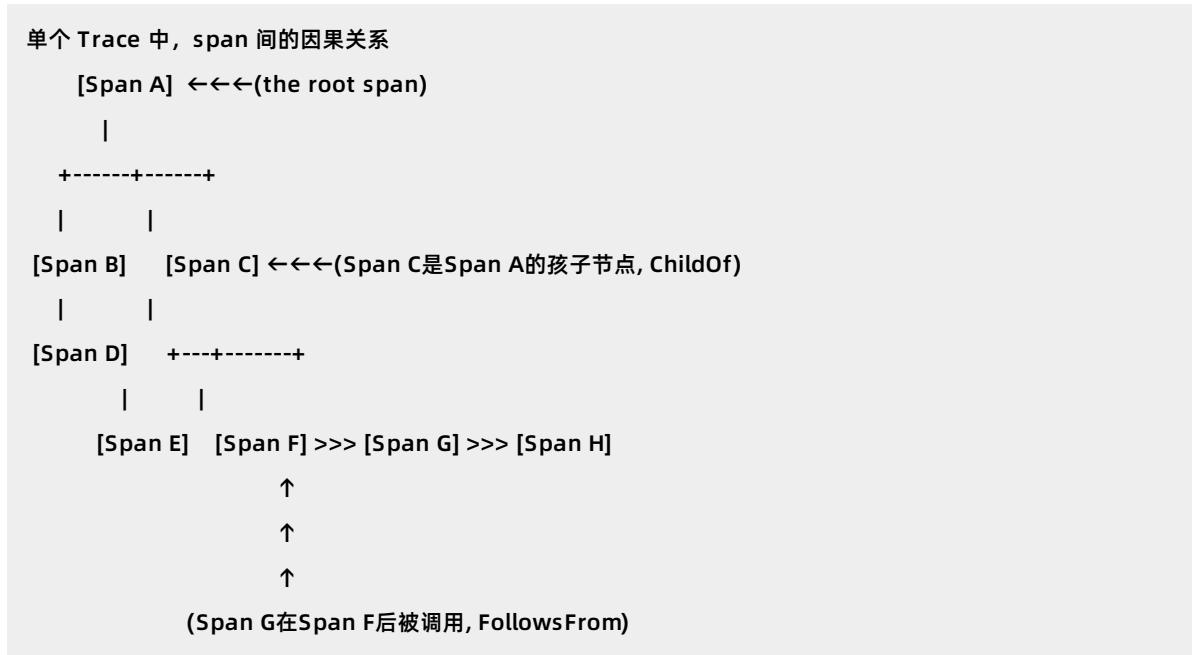 单个 Trace 中，span 间的因果关系
[Span A] ←←←(the root span)
|
+------+------+
| |
[Span B] [Span C] ←←←(Span C是Span A的孩子节点, ChildOf)
| |
[Span D] +---+-------+
| |
[Span E] [Span F] >>> [Span G] >>> [Span H]
↑
↑
↑
(Span G在Span F后被调用, FollowsFrom)